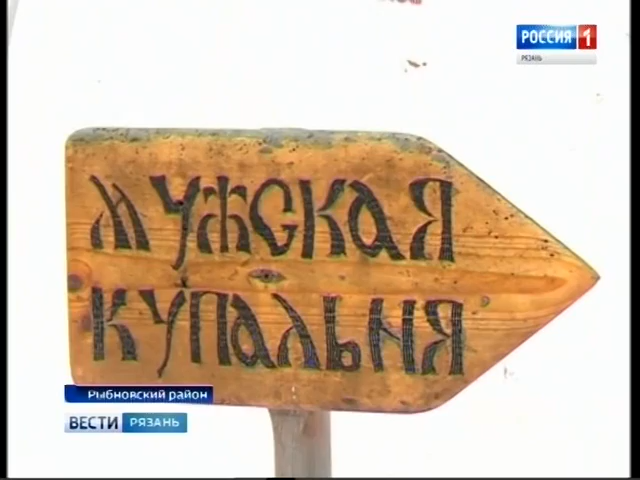 РОССИЯ 1
РЯЗАНЬ
МУЖСКАЯ
КУПАЛЬНЯ
Рыбновский район
ВЕСТИ РЯЗАНЬ